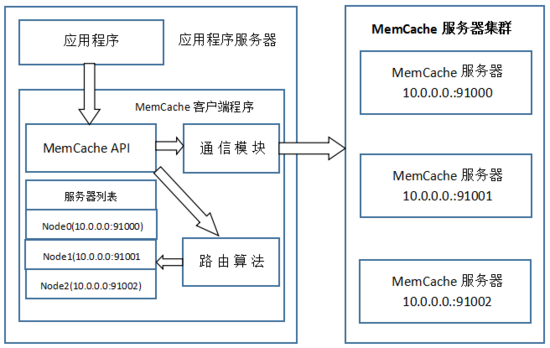 应用程序
应用程序服务器
MemCache 客户端程序
MemCache API
通信模块
服务器列表
Node0(10.0.0.0:91000)
Node1(10.0.0.0:91001
Node2(10.0.0.0:91002)
路由算法
MemCache 服务器集群
MemCache 服务器
10.0.0.0.:91000
MemCache 服务器
10.0.0.0.:91001
MemCache 服务器
10.0.0.0.:91002